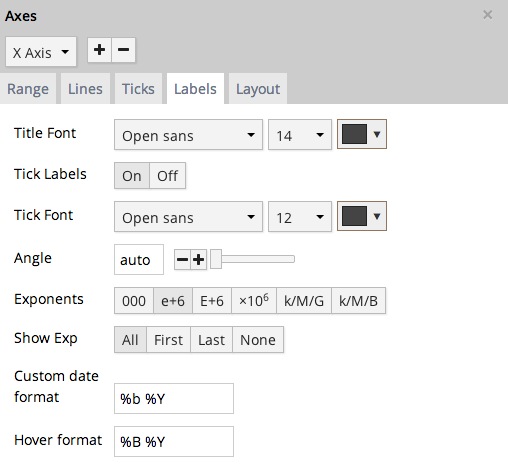 Axes ×
X Axis + −
Range Lines Ticks Labels Layout
Title Font Open sans 14
Tick Labels On Off
Tick Font Open sans 12
Angle auto − +
Exponents 000 e+6 E+6 ×10⁶ k/M/G k/M/B
Show Exp All First Last None
Custom date
format %b %Y
Hover format %B %Y